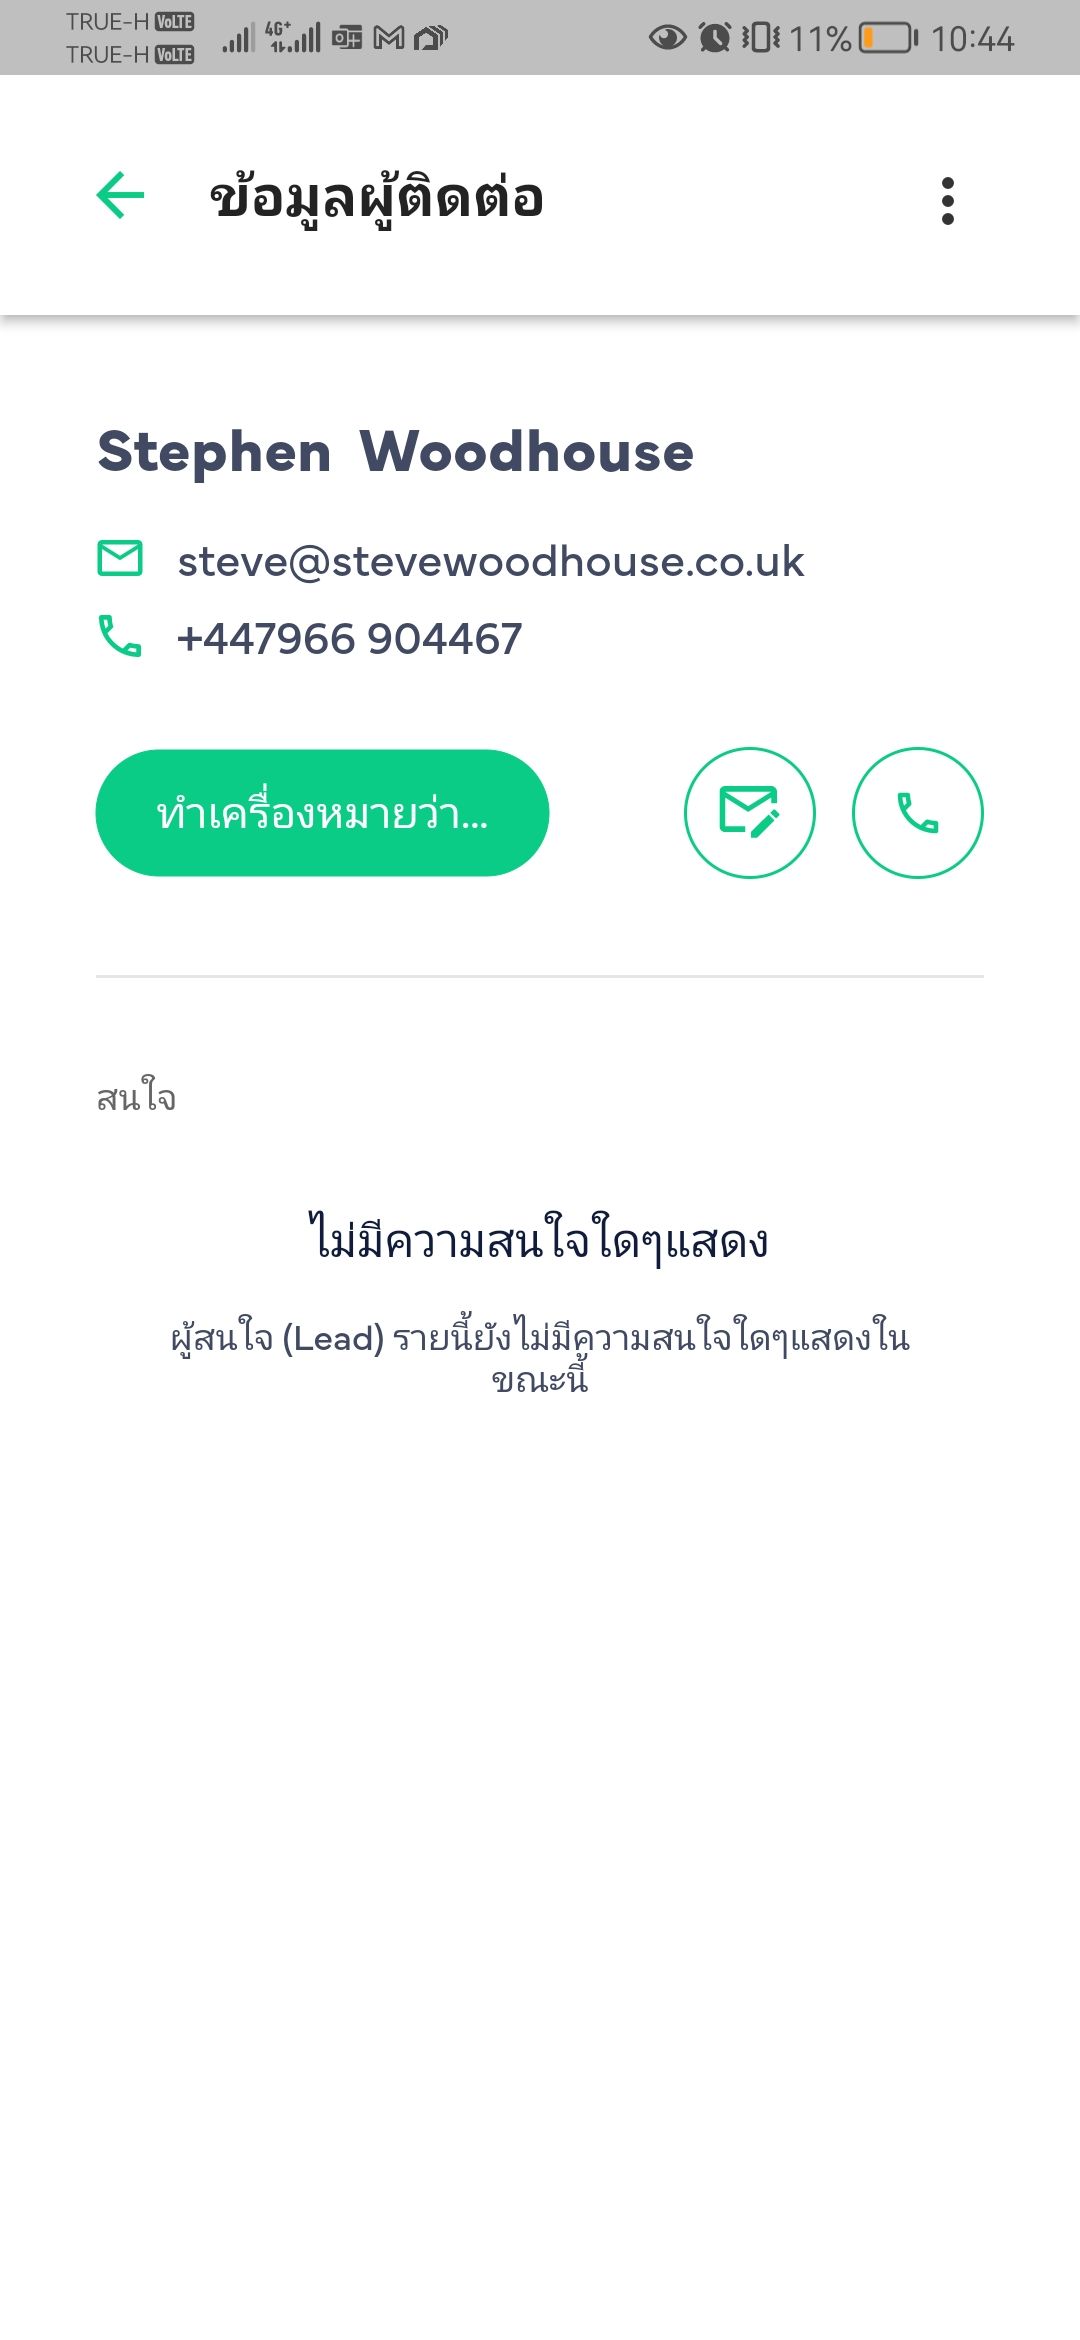 TRUE-H VoLTE
TRUE-H VoLTE
4G+
11% 10:44
ข้อมูลผู้ติดต่อ
Stephen Woodhouse
steve@stevewoodhouse.co.uk
+447966 904467
ทำเครื่องหมายว่า...
สนใจ
ไม่มีความสนใจใดๆแสดง
ผู้สนใจ (Lead) รายนี้ยังไม่มีความสนใจใดๆแสดงใน
ขณะนี้